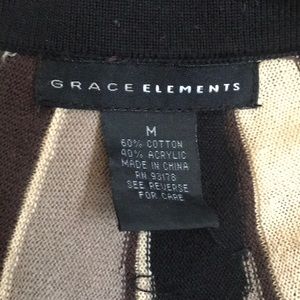 GRACE ELEMENTS
M
60% COTTON
40% ACRYLIC
MADE IN CHINA
RN 93178
SEE REVERSE
FOR CARE